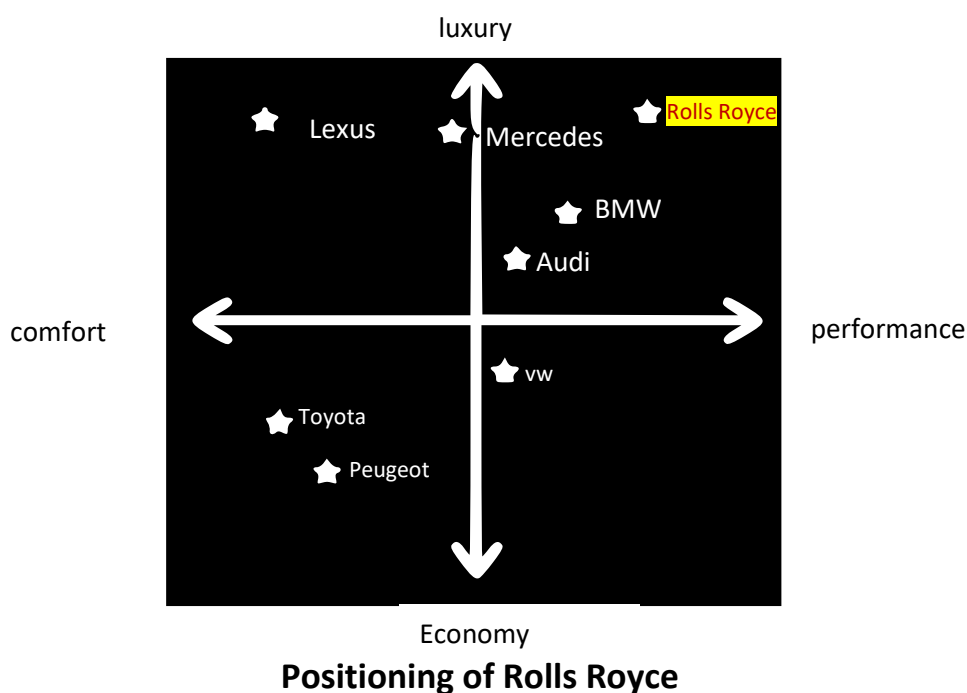 luxury
Rolls Royce
Lexus
Mercedes
BMW
Audi
comfort
performance
vw
Toyota
Peugeot
Economy
Positioning of Rolls Royce